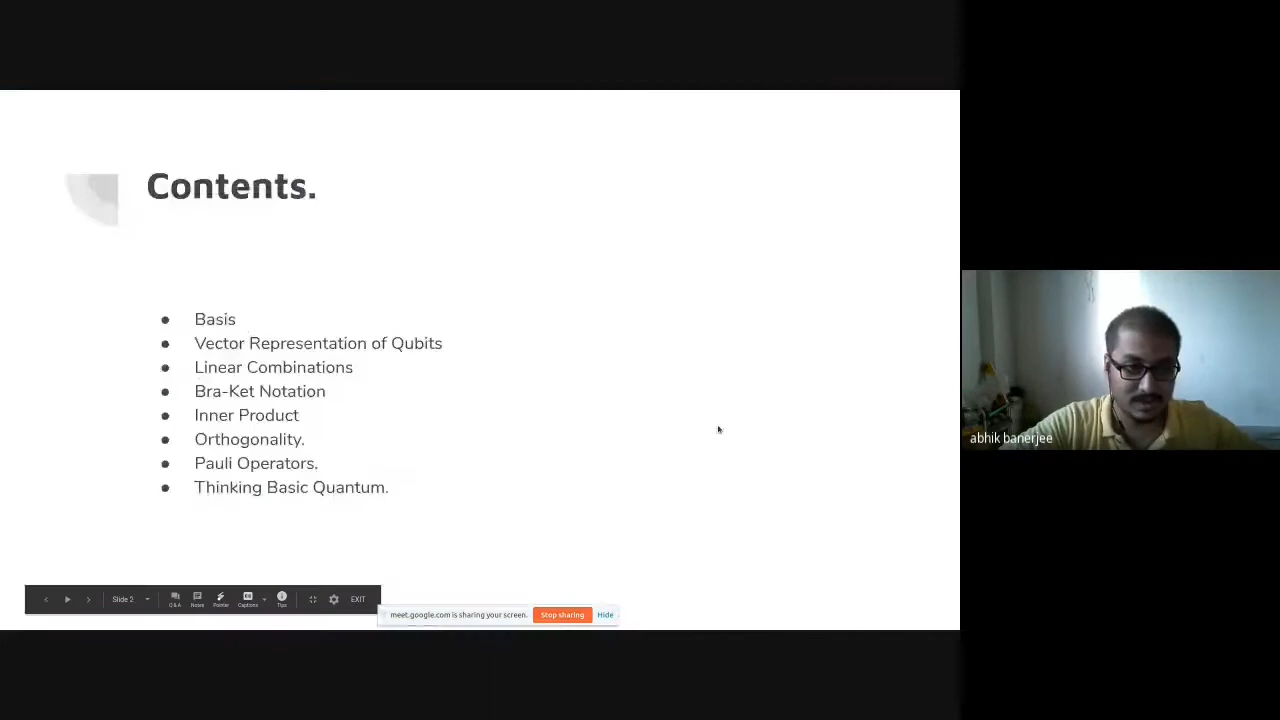 Contents.
Basis
Vector Representation of Qubits
Linear Combinations
Bra-Ket Notation
Inner Product
Orthogonality.
Pauli Operators.
Thinking Basic Quantum.
abhik banerjee
Slide 2
Q & A
Notes
Pointer
Captions
Tips
EXIT
meet.google.com is sharing your screen.
Stop sharing
Hide